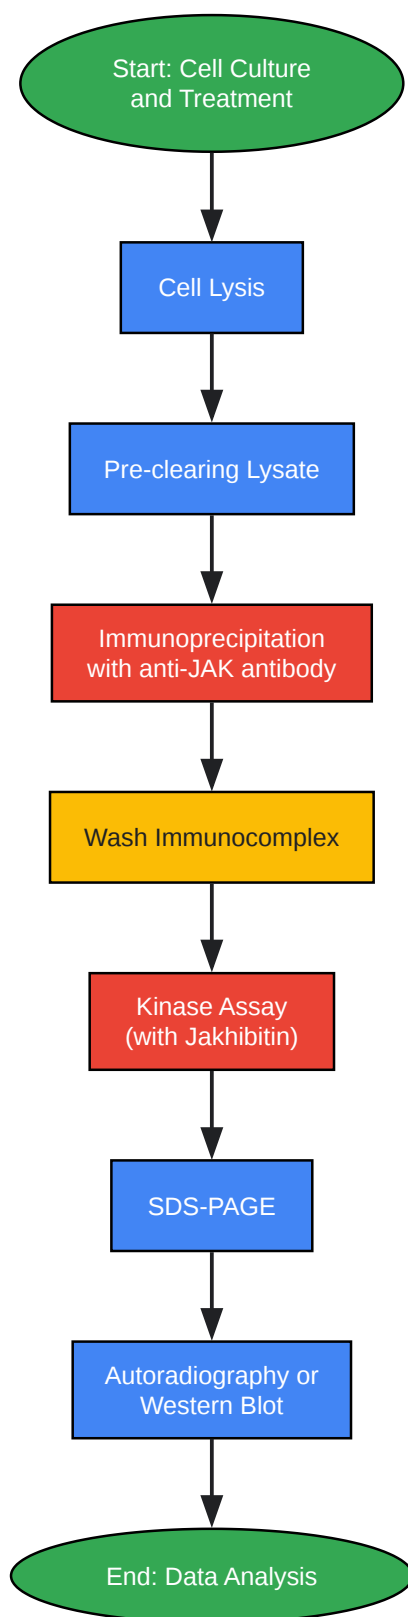 Start: Cell Culture
and Treatment
Cell Lysis
Pre-clearing Lysate
Immunoprecipitation
with anti-JAK antibody
Wash Immunocomplex
Kinase Assay
(with Jakhibitin)
SDS-PAGE
Autoradiography or
Western Blot
End: Data Analysis